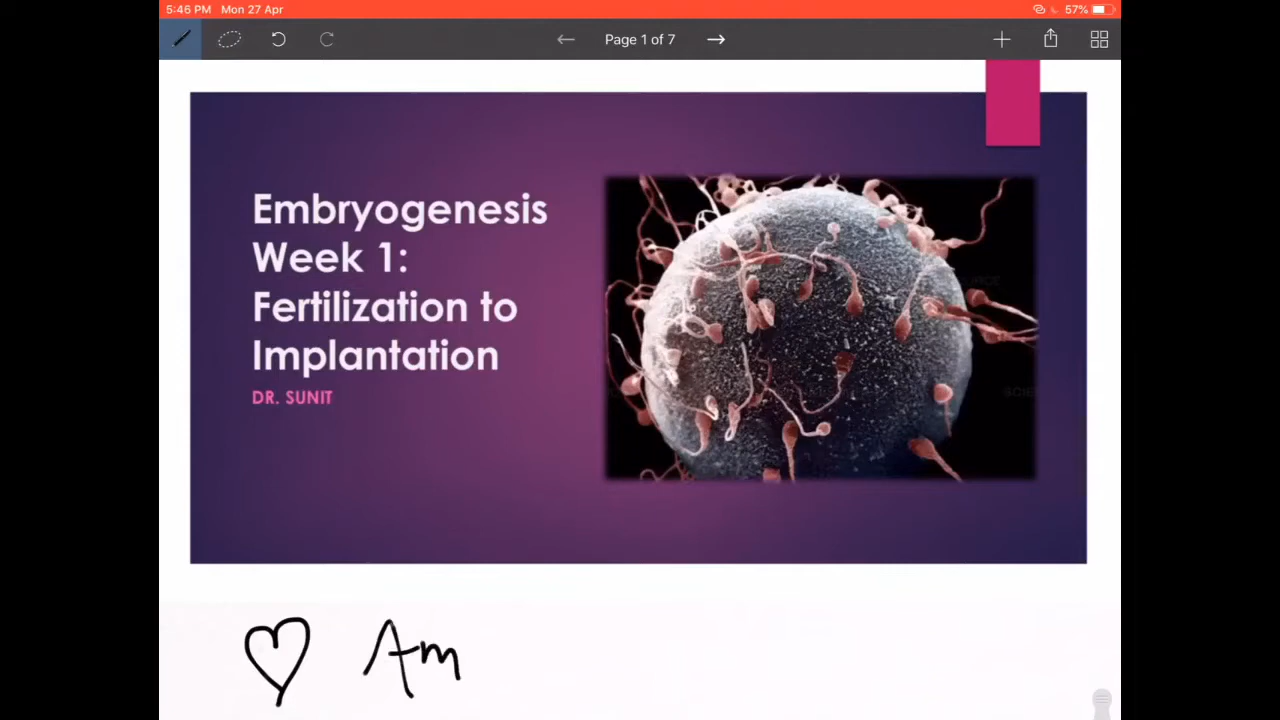 5:46 PM Mon 27 Apr 57%
Page 1 of 7
Embryogenesis
Week 1:
Fertilization to
Implantation
DR. SUNIT
Am